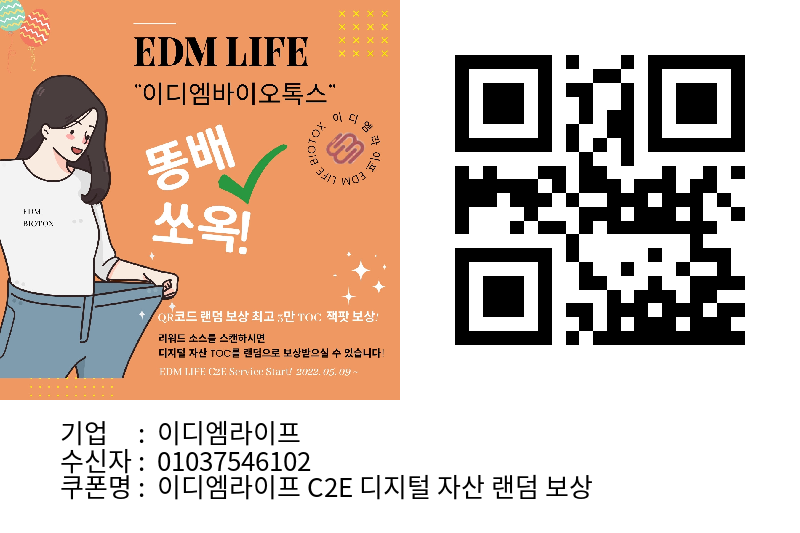 EDM LIFE
"이디엠바이오톡스"
똥배
쏘옥!
이디엠라이프 EDM LIFE BIOTOX
EDM
BIOTOX
QR코드 랜덤 보상 최고 5만 TOC 잭팟 보상!
리워드 소스를 스캔하시면
디지털 자산 TOC를 랜덤으로 보상받으실 수 있습니다!
EDM LIFE C2E Service Start! 2022. 05. 09 ~
기업 : 이디엠라이프
수신자 : 01037546102
쿠폰명 : 이디엠라이프 C2E 디지털 자산 랜덤 보상